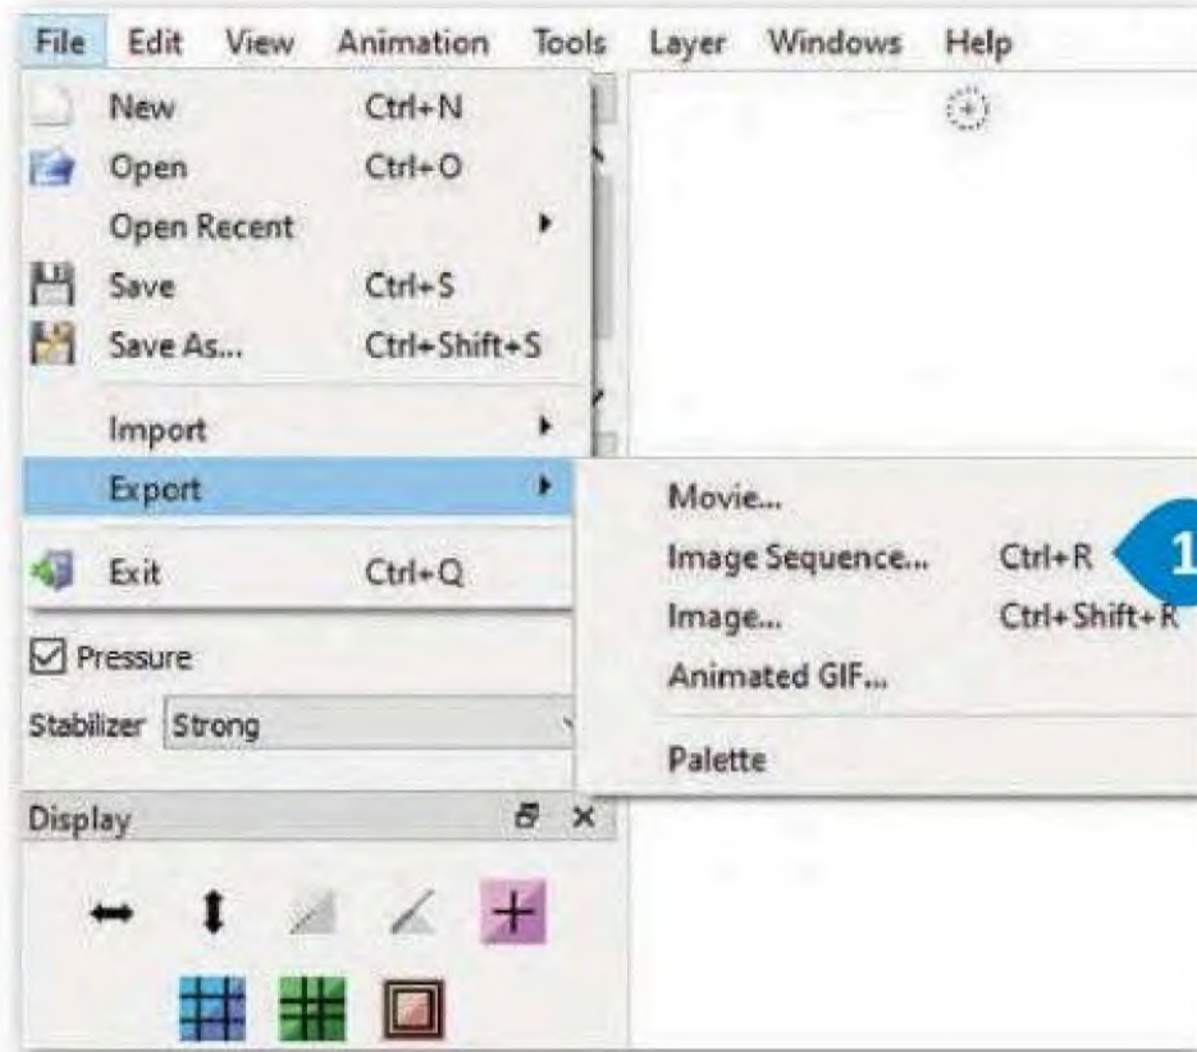 File Edit View Animation Tools Layer Windows Help
New Ctrl+N
Open Ctrl+O
Open Recent
Save Ctrl+S
Save As... Ctrl+Shift+S
Import
Export
Exit Ctrl+Q
Movie...
Image Sequence... Ctrl+R
1
Image... Ctrl+Shift+R
Animated GIF...
Palette
Pressure
Stabilizer Strong
Display